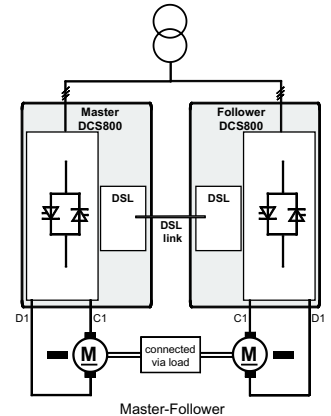 Master
DCS800
Follower
DCS800
DSL
DSL
DSL
link
D1
C1
C1
D1
M
connected
via load
M
Master-Follower